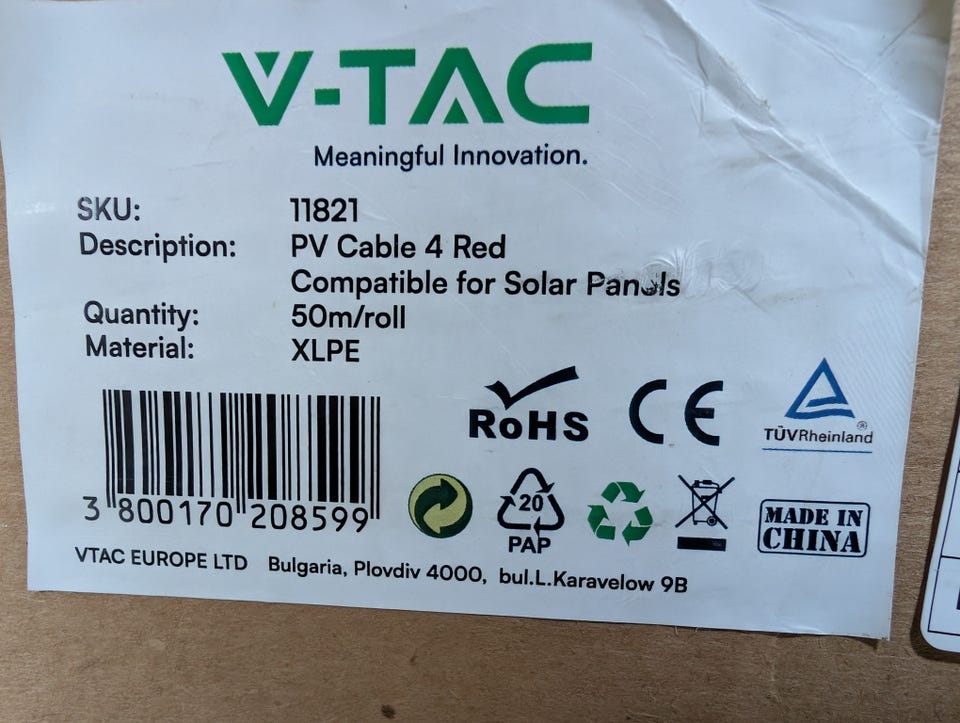 V-TAC
Meaningful Innovation.
SKU: 11821
Description: PV Cable 4 Red
Compatible for Solar Panels
Quantity: 50m/roll
Material: XLPE
RoHS
CE
TÜVRheinland®
3 800170 208599
20
PAP
MADE IN
CHINA
VTAC EUROPE LTD Bulgaria, Plovdiv 4000, bul.L.Karavelow 9B